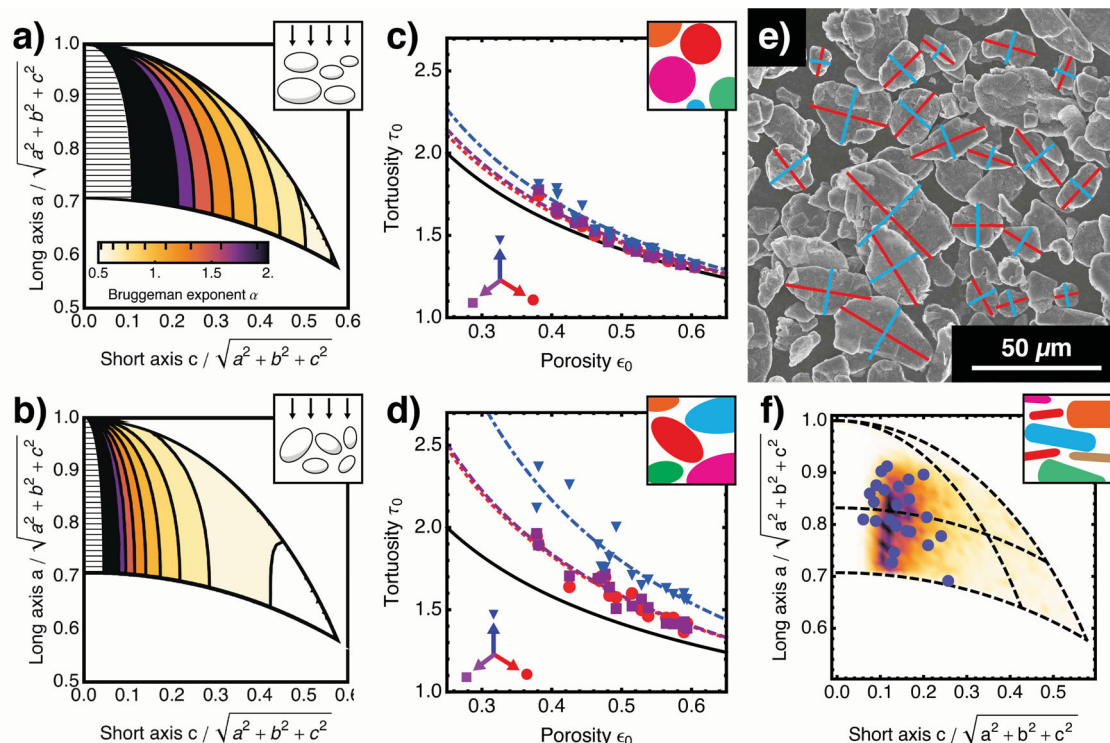 a)
1.0
0.9
0.8
0.7
0.6
0.5
0.0 0.1 0.2 0.3 0.4 0.5 0.6
Long axis a / √a² + b² + c²
Short axis c / √a² + b² + c²
0.5 1. 1.5 2.
Bruggeman exponent α
b)
1.0
0.9
0.8
0.7
0.6
0.5
0.0 0.1 0.2 0.3 0.4 0.5 0.6
Long axis a / √a² + b² + c²
Short axis c / √a² + b² + c²
c)
2.5
2.0
1.5
1.0
0.3 0.4 0.5 0.6
Tortuosity τ₀
Porosity ϵ₀
d)
2.5
2.0
1.5
1.0
0.3 0.4 0.5 0.6
Tortuosity τ₀
Porosity ϵ₀
e)
50 µm
f)
1.0
0.9
0.8
0.7
0.6
0.5
0.0 0.1 0.2 0.3 0.4 0.5
Long axis a / √a² + b² + c²
Short axis c / √a² + b² + c²